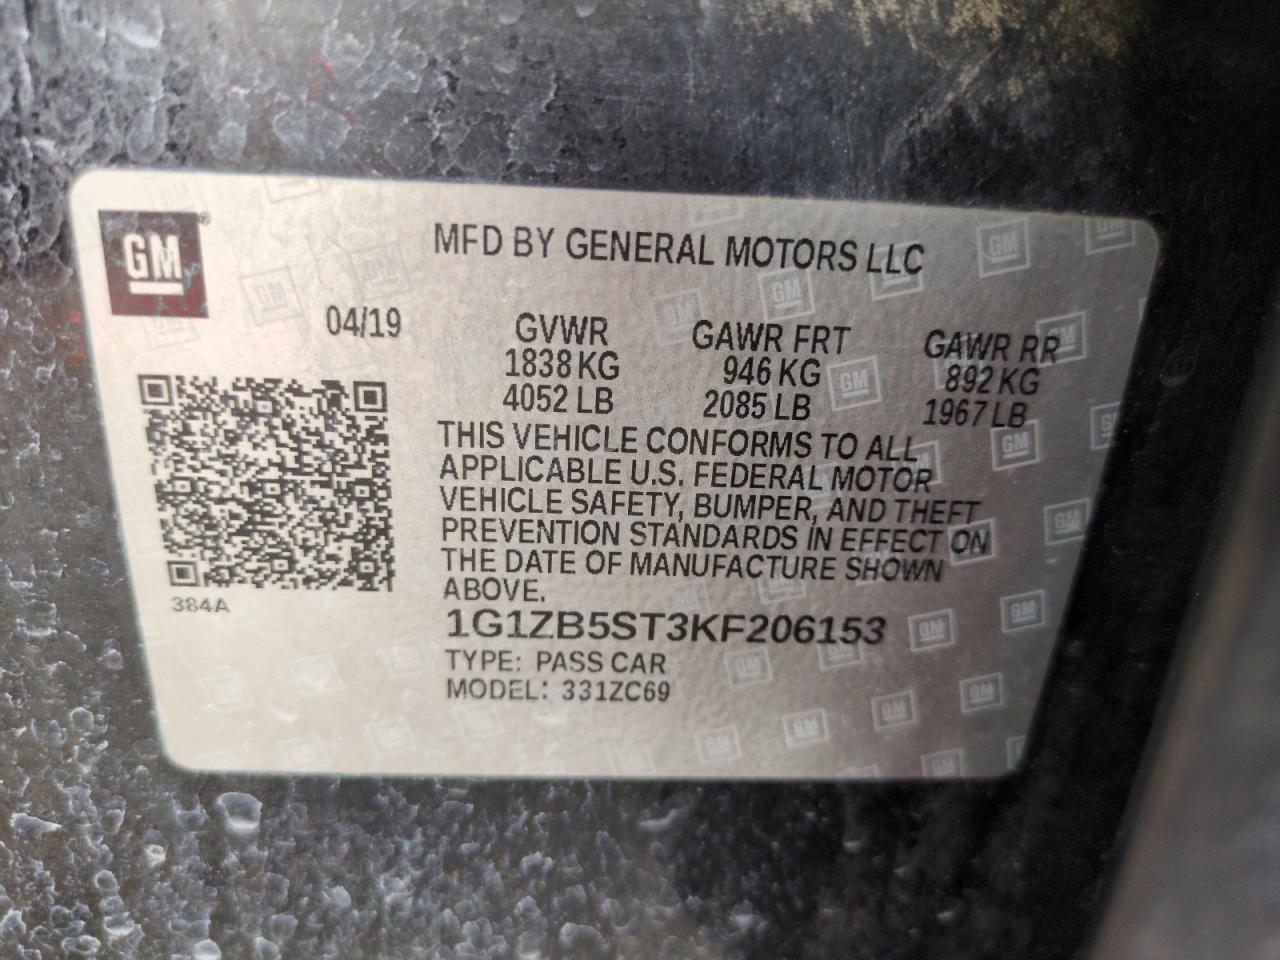 GM
MFD BY GENERAL MOTORS LLC
04/19
GVWR GAWR FRT GAWR RR
1838 KG 946 KG 892 KG
4052 LB 2085 LB 1967 LB
THIS VEHICLE CONFORMS TO ALL
APPLICABLE U.S. FEDERAL MOTOR
VEHICLE SAFETY, BUMPER, AND THEFT
PREVENTION STANDARDS IN EFFECT ON
THE DATE OF MANUFACTURE SHOWN
ABOVE.
384A
1G1ZB5ST3KF206153
TYPE: PASS CAR
MODEL: 331ZC69